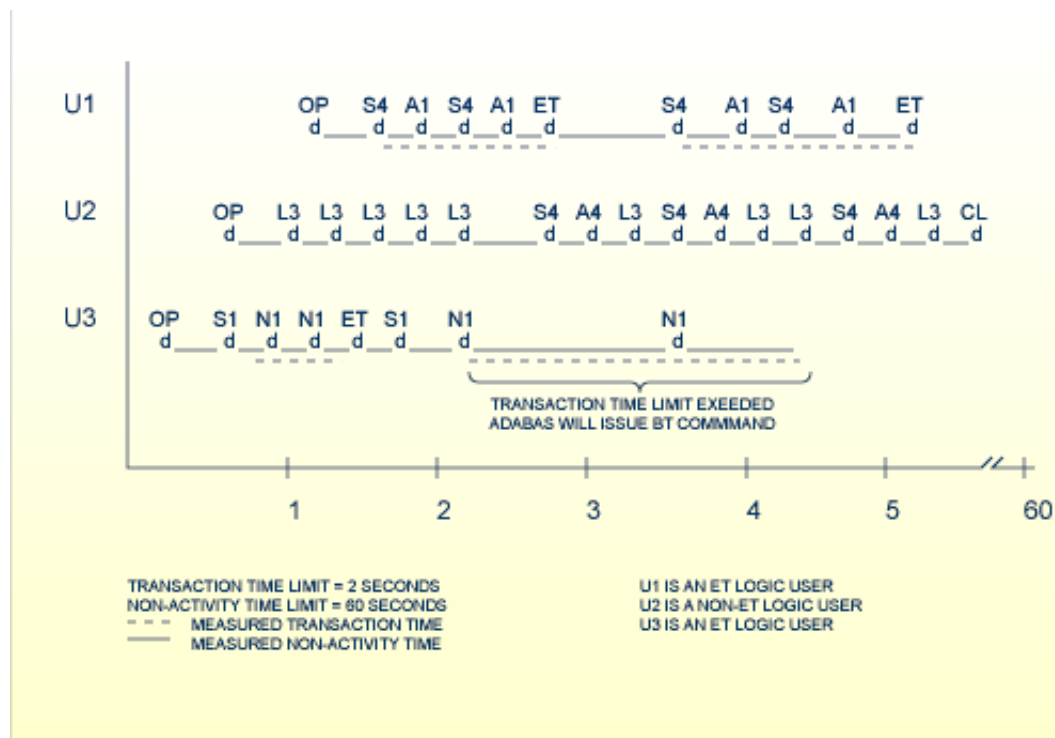 U1
OP S4 A1 S4 A1 ET S4 A1 S4 A1 ET
d d d d d d d d d d d
U2
OP L3 L3 L3 L3 L3 S4 A4 L3 S4 A4 L3 L3 S4 A4 L3 CL
d d d d d d d d d d d d d d d d d
U3
OP S1 N1 N1 ET S1 N1 N1
d d d d d d d d
TRANSACTION TIME LIMIT EXEEDED
ADABAS WILL ISSUE BT COMMMAND
1 2 3 4 5 60
TRANSACTION TIME LIMIT = 2 SECONDS
NON-ACTIVITY TIME LIMIT = 60 SECONDS
MEASURED TRANSACTION TIME
MEASURED NON-ACTIVITY TIME
U1 IS AN ET LOGIC USER
U2 IS A NON-ET LOGIC USER
U3 IS AN ET LOGIC USER